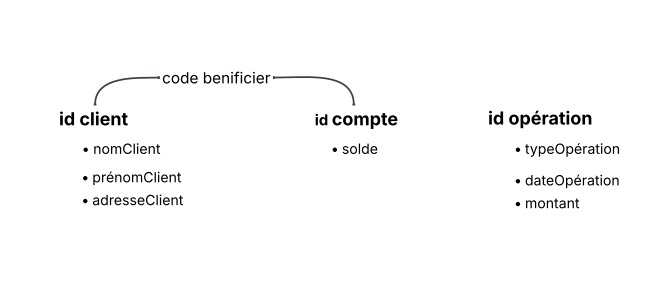 code benificier
id client
id compte
id opération
• nomClient
• prénomClient
• adresseClient
• solde
• typeOpération
• dateOpération
• montant